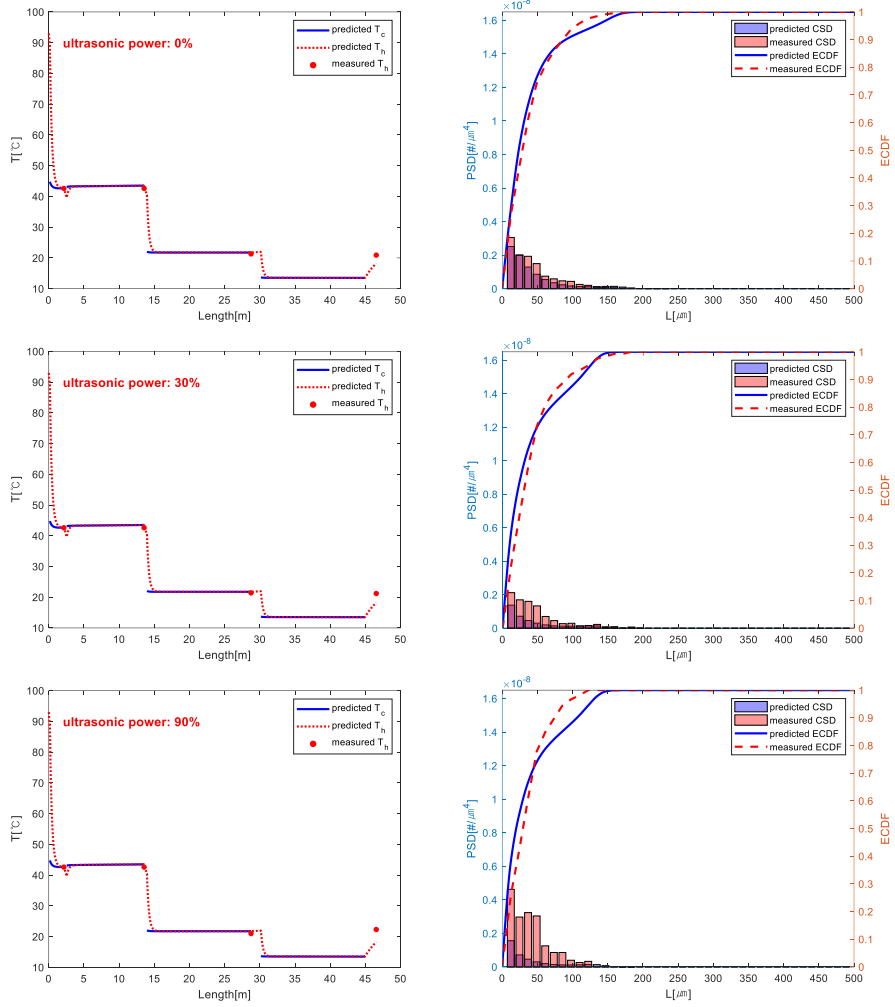 100
90
80
70
60
50
40
30
20
10
T[℃]
0 5 10 15 20 25 30 35 40 45 50
Length[m]
ultrasonic power: 0%
predicted T_c
predicted T_h
measured T_h
×10^-8
1.6
1.4
1.2
1
0.8
0.6
0.4
0.2
0
PSD[#/μm^4]
0 50 100 150 200 250 300 350 400 450 500
L[μm]
1
0.9
0.8
0.7
0.6
0.5
0.4
0.3
0.2
0.1
0
ECDF
predicted CSD
measured CSD
predicted ECDF
measured ECDF
100
90
80
70
60
50
40
30
20
10
T[℃]
0 5 10 15 20 25 30 35 40 45 50
Length[m]
ultrasonic power: 30%
predicted T_c
predicted T_h
measured T_h
×10^-8
1.6
1.4
1.2
1
0.8
0.6
0.4
0.2
0
PSD[#/μm^4]
0 50 100 150 200 250 300 350 400 450 500
L[μm]
1
0.9
0.8
0.7
0.6
0.5
0.4
0.3
0.2
0.1
0
ECDF
predicted CSD
measured CSD
predicted ECDF
measured ECDF
100
90
80
70
60
50
40
30
20
10
T[℃]
0 5 10 15 20 25 30 35 40 45 50
Length[m]
ultrasonic power: 90%
predicted T_c
predicted T_h
measured T_h
×10^-8
1.6
1.4
1.2
1
0.8
0.6
0.4
0.2
0
PSD[#/μm^4]
0 50 100 150 200 250 300 350 400 450 500
L[μm]
1
0.9
0.8
0.7
0.6
0.5
0.4
0.3
0.2
0.1
0
ECDF
predicted CSD
measured CSD
predicted ECDF
measured ECDF